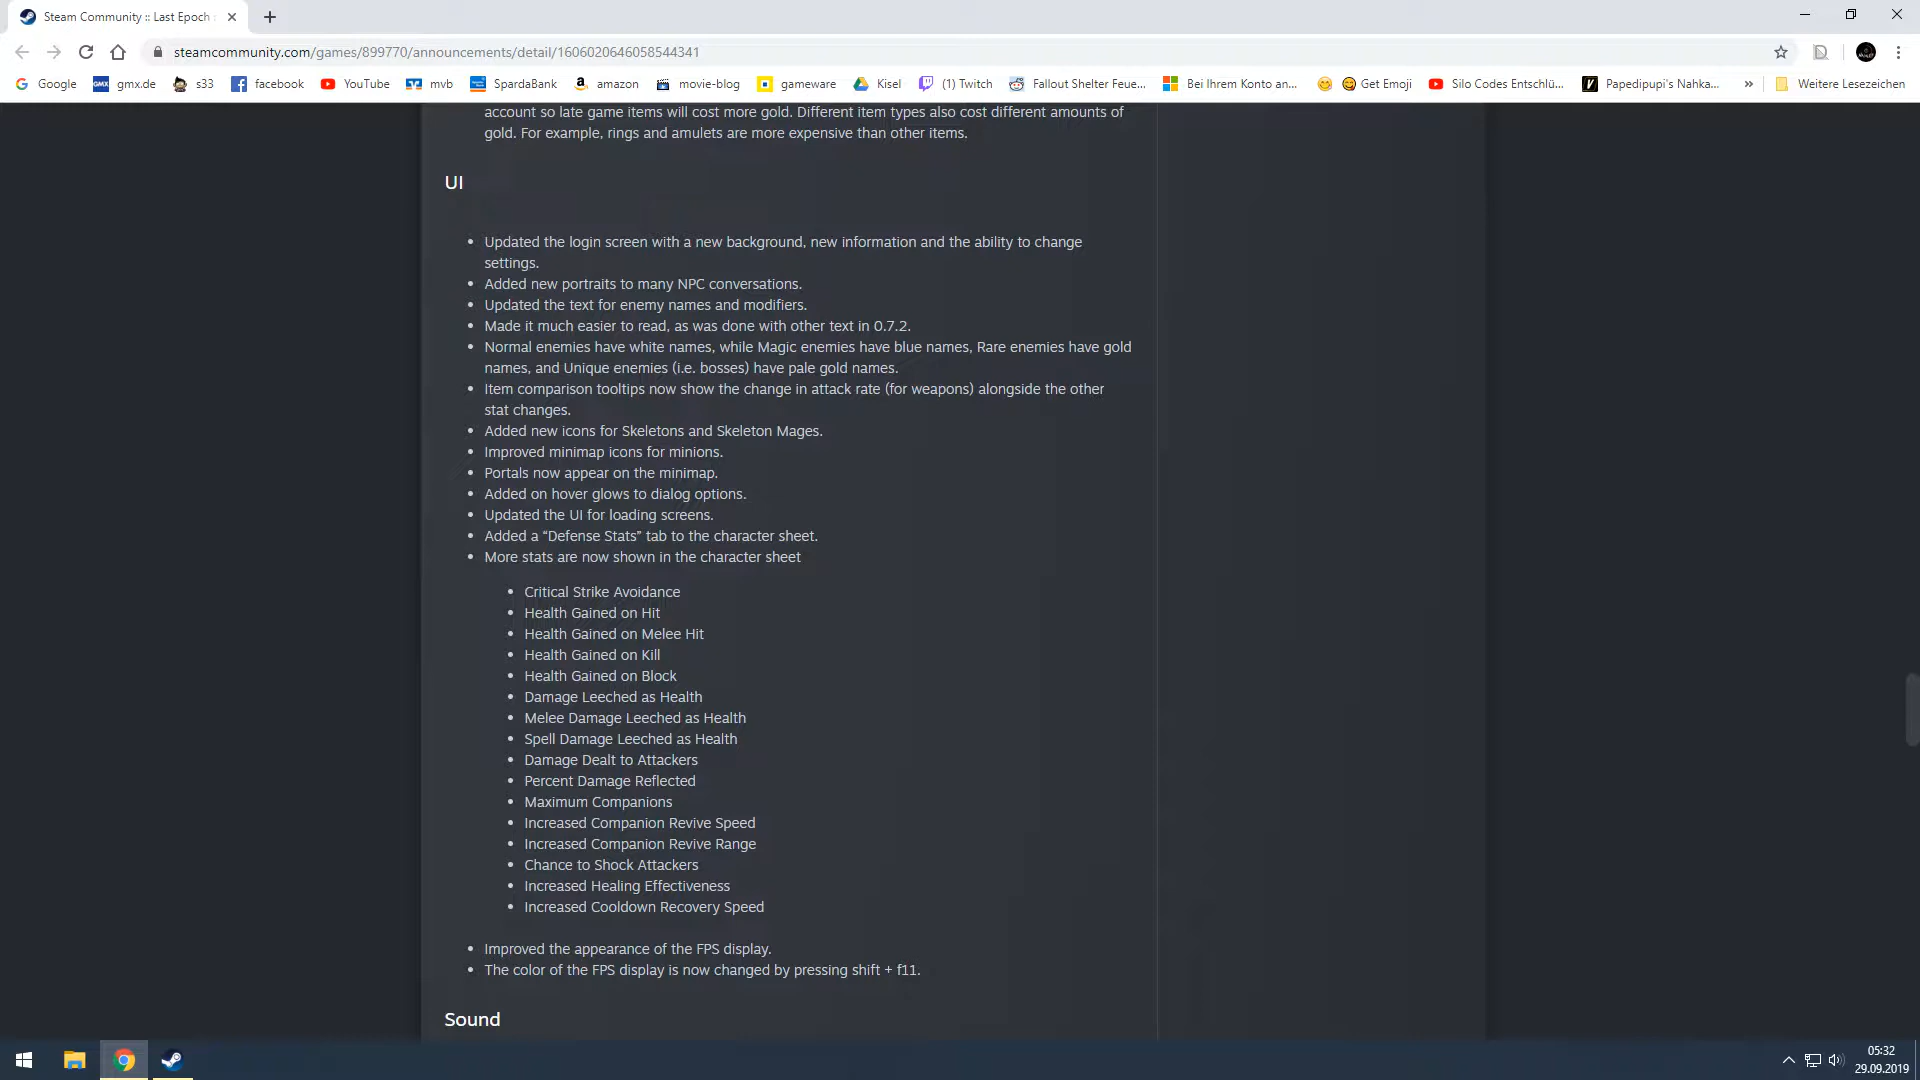 Steam Community :: Last Epoch
steamcommunity.com/games/899770/announcements/detail/1606020646058544341
Google
GMX
gmx.de
s33
facebook
YouTube
mvb
SpardaBank
amazon
movie-blog
gameware
Kisel
(1) Twitch
Fallout Shelter Feue...
Bei Ihrem Konto an...
Get Emoji
Silo Codes Entschlü...
V
Papedipupi's Nahka...
»
Weitere Lesezeichen
account so late game items will cost more gold. Different item types also cost different amounts of
gold. For example, rings and amulets are more expensive than other items.
UI
• Updated the login screen with a new background, new information and the ability to change
settings.
• Added new portraits to many NPC conversations.
• Updated the text for enemy names and modifiers.
• Made it much easier to read, as was done with other text in 0.7.2.
• Normal enemies have white names, while Magic enemies have blue names, Rare enemies have gold
names, and Unique enemies (i.e. bosses) have pale gold names.
• Item comparison tooltips now show the change in attack rate (for weapons) alongside the other
stat changes.
• Added new icons for Skeletons and Skeleton Mages.
• Improved minimap icons for minions.
• Portals now appear on the minimap.
• Added on hover glows to dialog options.
• Updated the UI for loading screens.
• Added a “Defense Stats” tab to the character sheet.
• More stats are now shown in the character sheet
• Critical Strike Avoidance
• Health Gained on Hit
• Health Gained on Melee Hit
• Health Gained on Kill
• Health Gained on Block
• Damage Leeched as Health
• Melee Damage Leeched as Health
• Spell Damage Leeched as Health
• Damage Dealt to Attackers
• Percent Damage Reflected
• Maximum Companions
• Increased Companion Revive Speed
• Increased Companion Revive Range
• Chance to Shock Attackers
• Increased Healing Effectiveness
• Increased Cooldown Recovery Speed
• Improved the appearance of the FPS display.
• The color of the FPS display is now changed by pressing shift + f11.
Sound
05:32
29.09.2019